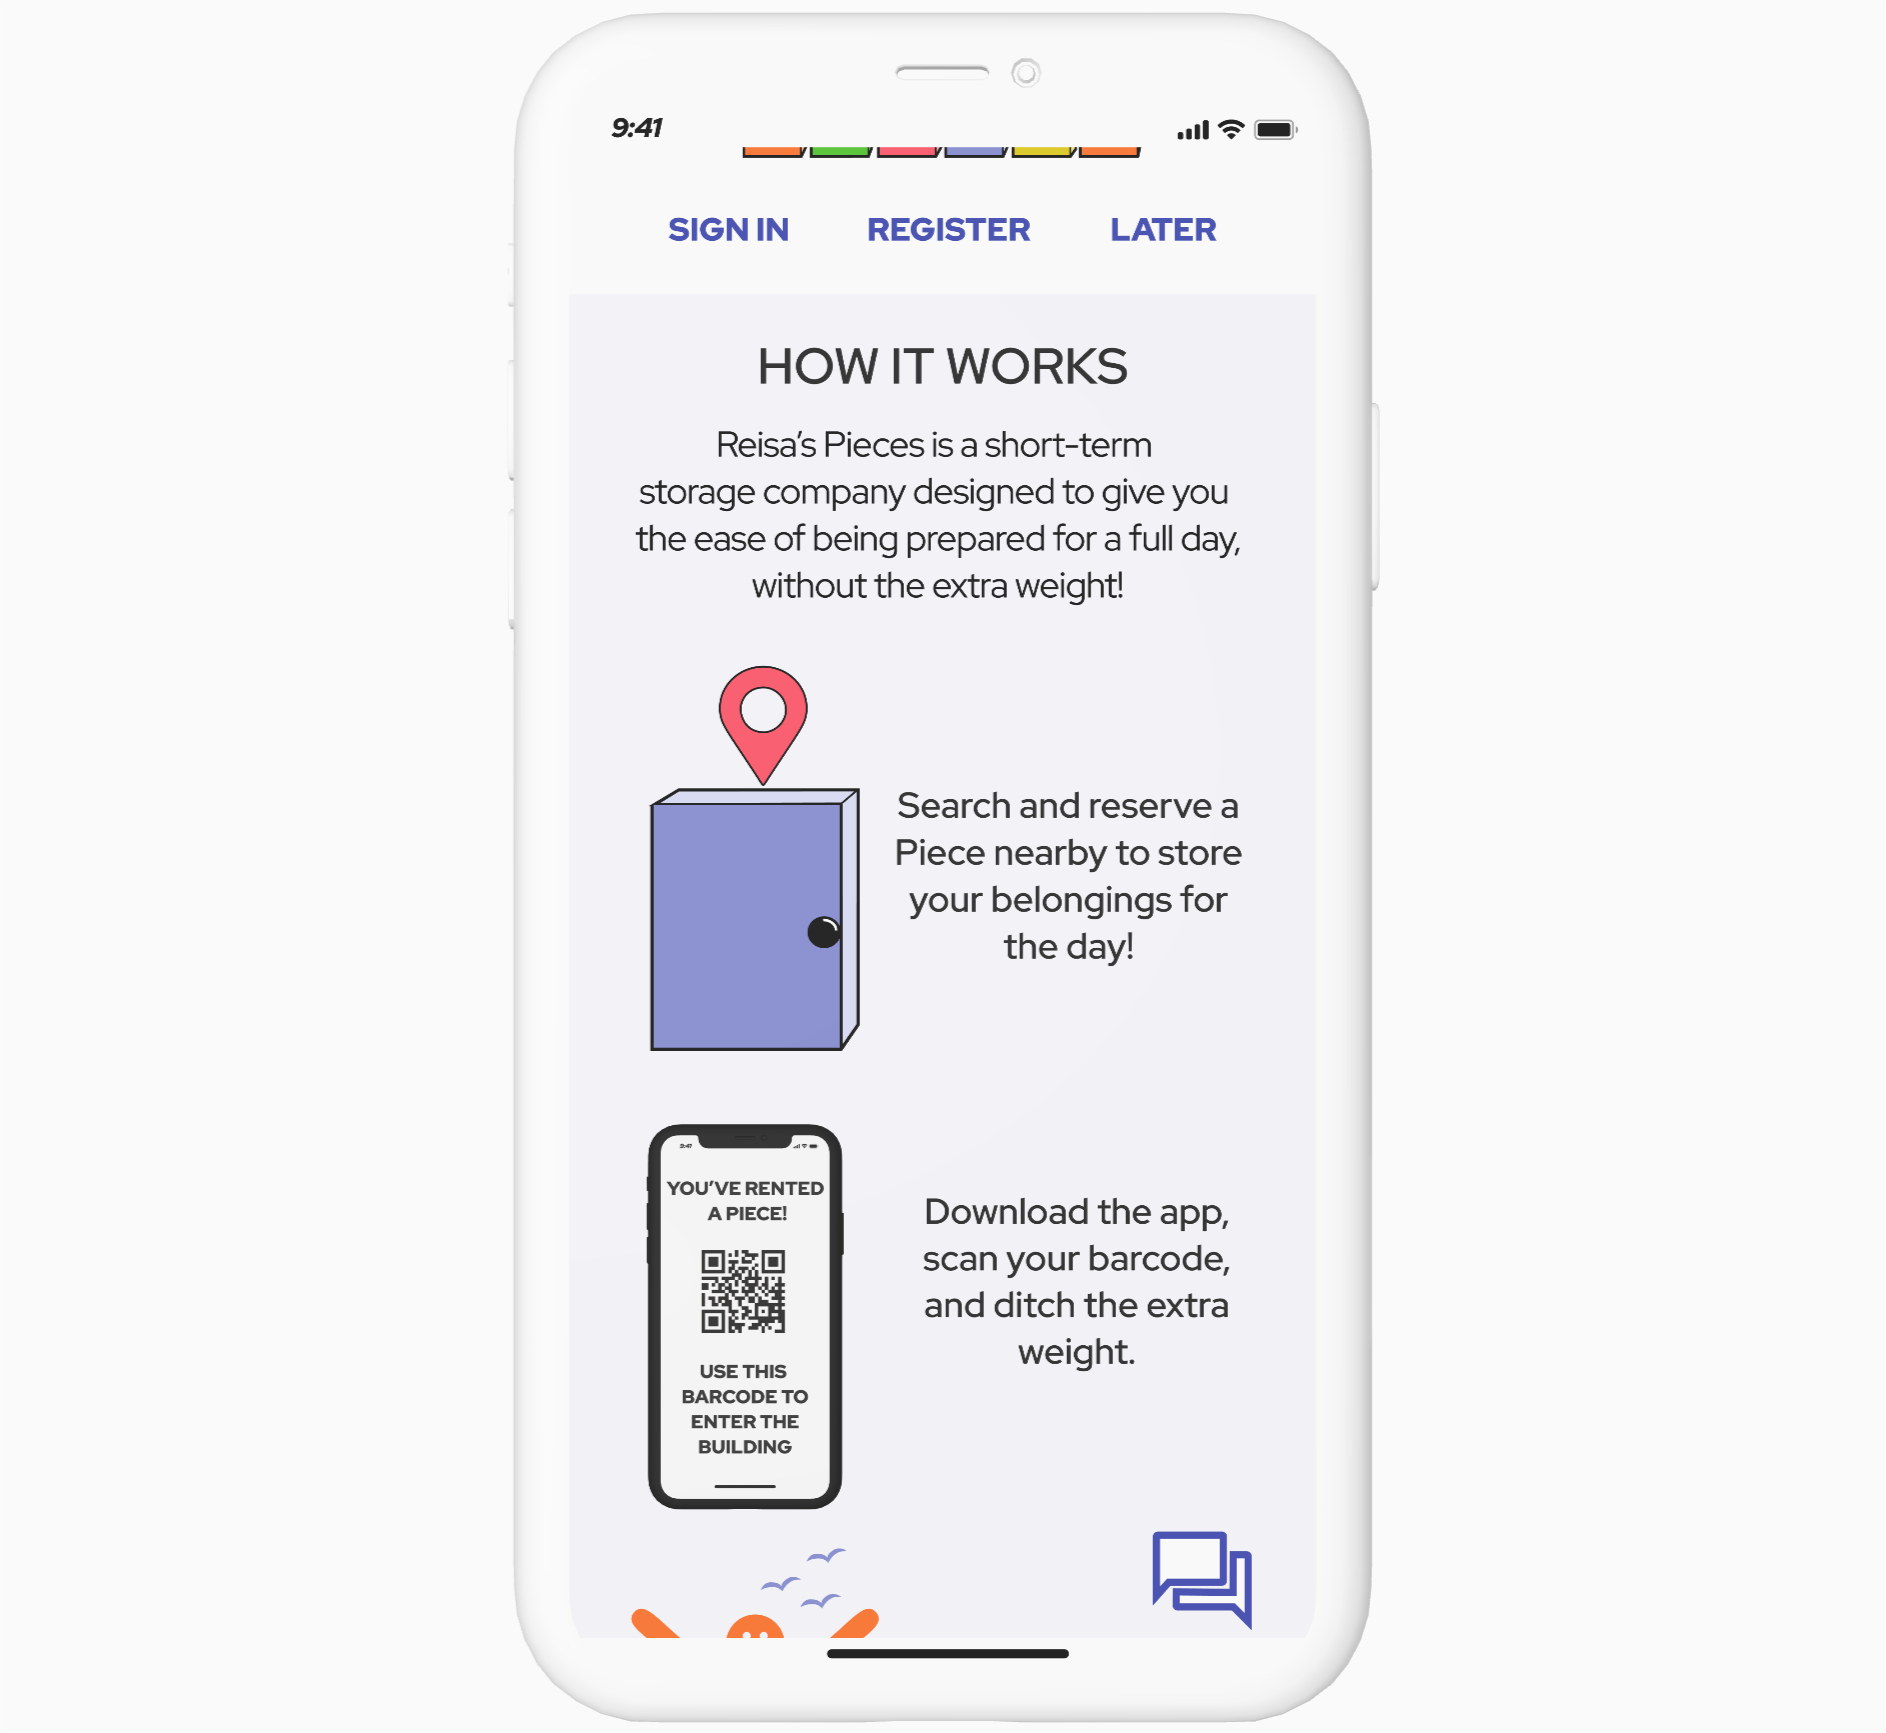 9:41
SIGN IN REGISTER LATER
HOW IT WORKS
Reisa's Pieces is a short-term
storage company designed to give you
the ease of being prepared for a full day,
without the extra weight!
Search and reserve a
Piece nearby to store
your belongings for
the day!
YOU'VE RENTED
A PIECE!
USE THIS
BARCODE TO
ENTER THE
BUILDING
Download the app,
scan your barcode,
and ditch the extra
weight.